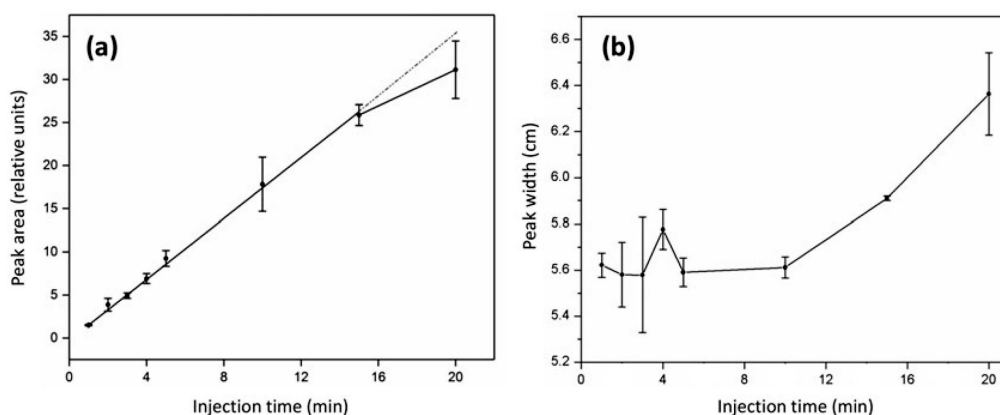 (a)
Peak area (relative units)
35
30
25
20
15
10
5
0
0 4 8 12 16 20
Injection time (min)
(b)
Peak width (cm)
6.6
6.4
6.2
6.0
5.8
5.6
5.4
5.2
0 4 8 12 16 20
Injection time (min)